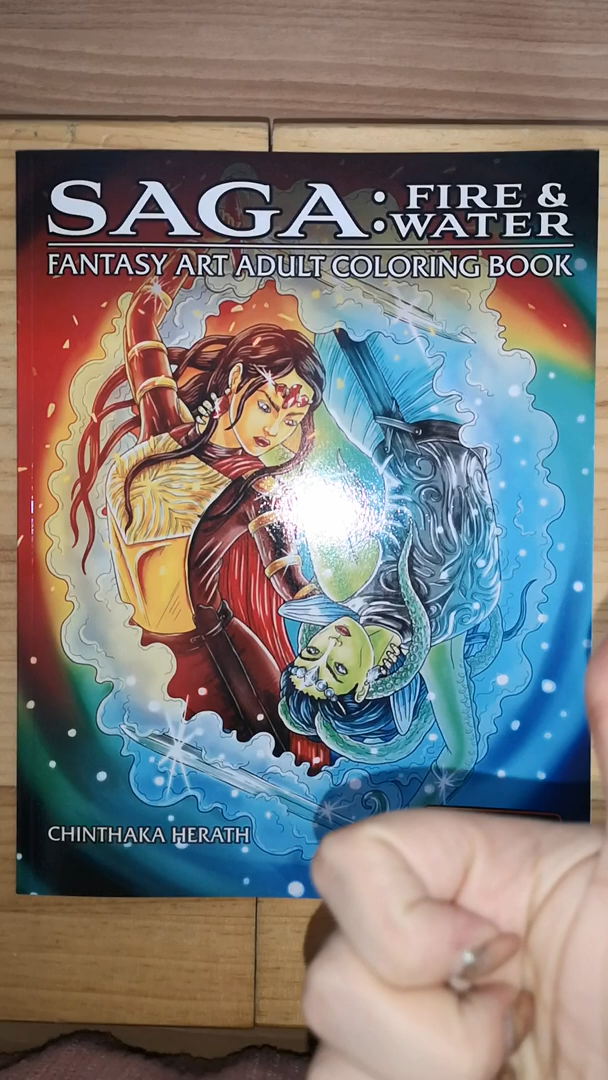 SAGA: FIRE & WATER
FANTASY ART ADULT COLORING BOOK
CHINTHAKA HERATH